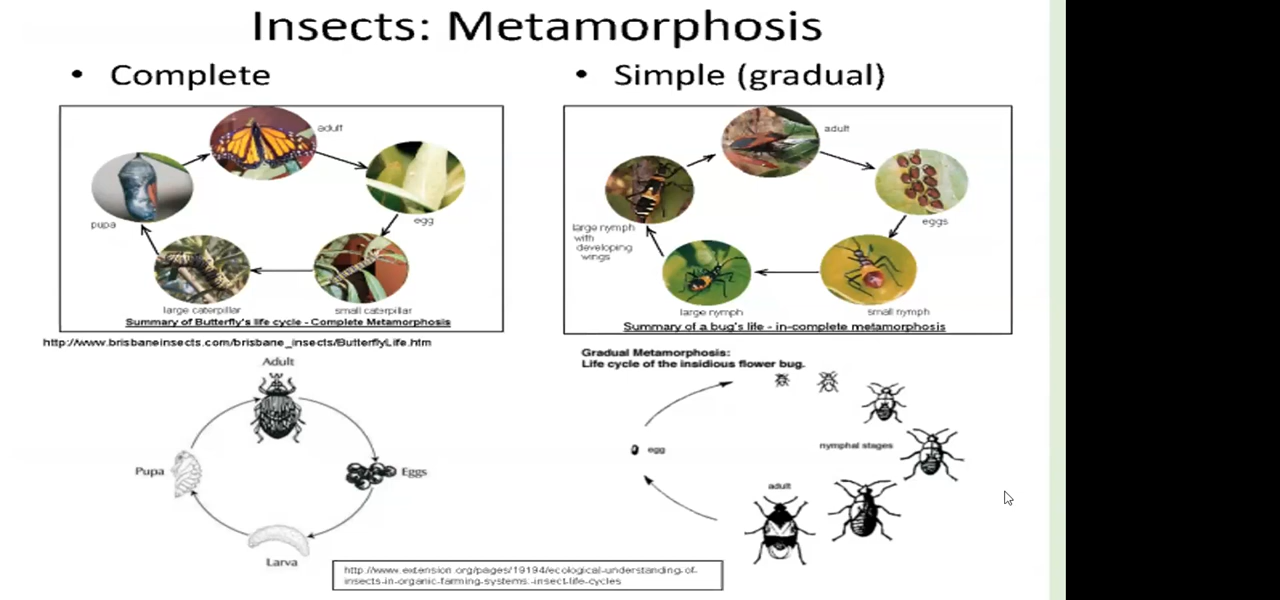 Insects: Metamorphosis
• Complete
• Simple (gradual)
adult
egg
small caterpillar
large caterpillar
pupa
Summary of Butterfly's life cycle - Complete Metamorphosis
http://www.brisbaneinsects.com/brisbane_insects/ButterflyLife.htm
adult
eggs
small nymph
large nymph
large nymph
with
developing
wings
Summary of a bug's life - in-complete metamorphosis
Adult
Eggs
Larva
Pupa
Gradual Metamorphosis:
Life cycle of the insidious flower bug.
egg
nymphal stages
adult
http://www.extension.org/pages/19194/ecological-understanding-of-
insects-in-organic-farming-systems:-insect-life-cycles